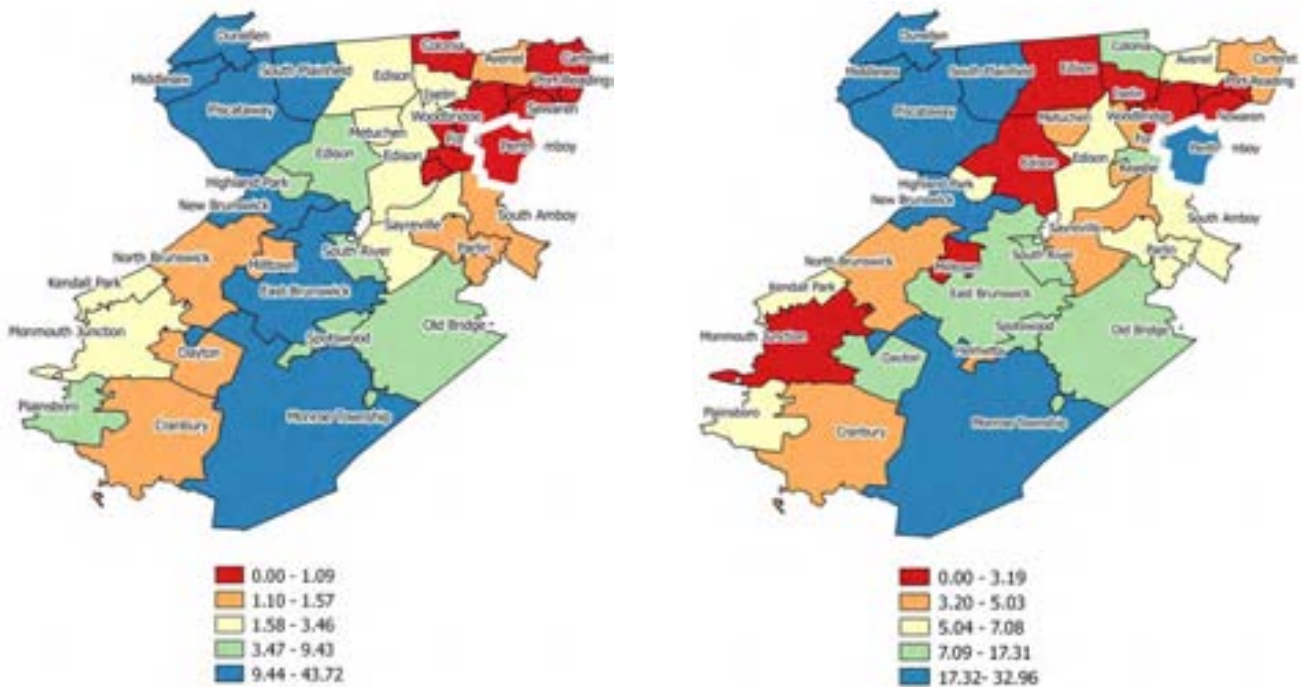 Dunellen
Middlesex
South Plainfield
Piscataway
Edison
Colonia
Avenel
Carteret
Port Reading
Iselin
Woodbridge
Sewaren
Metuchen
Edison
Edison
Perth
mboy
Highland Park
New Brunswick
South Amboy
Sayreville
South River
Parlin
North Brunswick
Milltown
East Brunswick
Kendall Park
Monmouth Junction
Old Bridge
Spotswood
Dayton
Plainsboro
Cranbury
Monroe Township
0.00 - 1.09
1.10 - 1.57
1.58 - 3.46
3.47 - 9.43
9.44 - 43.72
Dunellen
Middlesex
South Plainfield
Piscataway
Edison
Colonia
Avenel
Carteret
Port Reading
Iselin
Woodbridge
Sewaren
Metuchen
Edison
Edison
Perth
mboy
Keasbey
Highland Park
New Brunswick
South Amboy
Sayreville
South River
Parlin
North Brunswick
Milltown
East Brunswick
Kendall Park
Monmouth Junction
Old Bridge
Spotswood
Helmetta
Dayton
Plainsboro
Cranbury
Monroe Township
0.00 - 3.19
3.20 - 5.03
5.04 - 7.08
7.09 - 17.31
17.32- 32.96